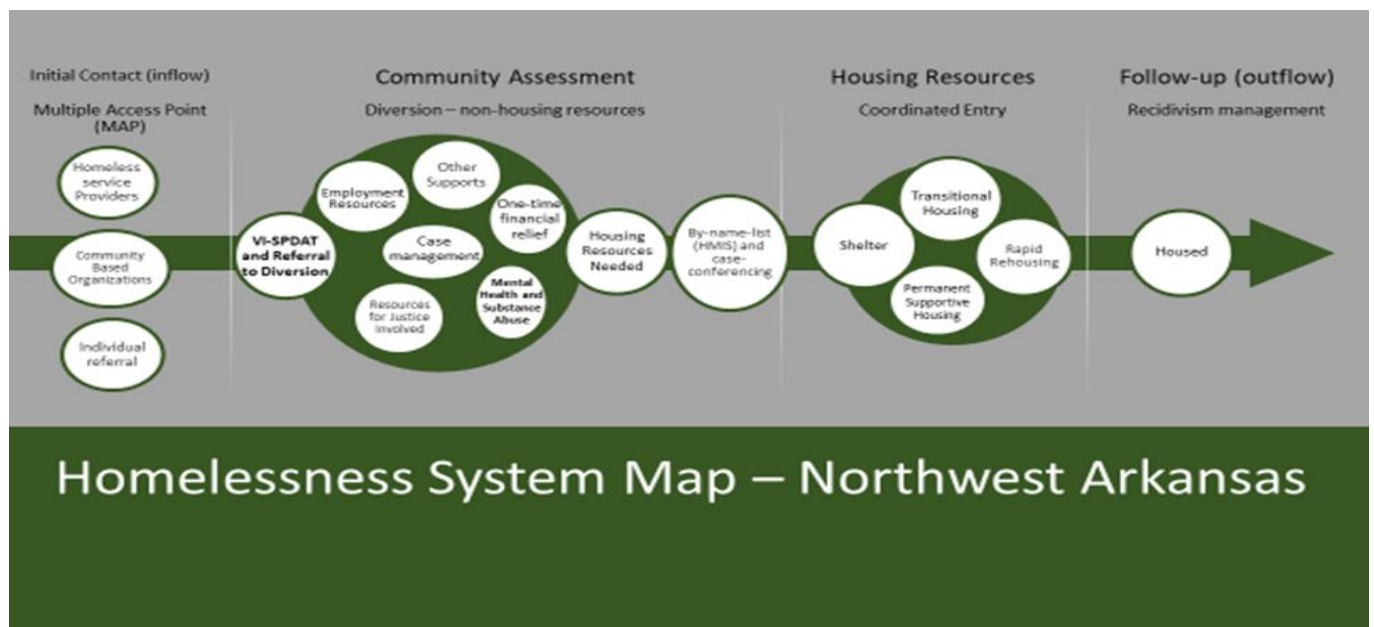 Initial Contact (inflow)
Multiple Access Point
(MAP)
Homeless
service
Providers
Community
Based
Organizations
Individual
referral
Community Assessment
Diversion – non-housing resources
VI-SPDAT
and Referral
to Diversion
Employment
Resources
Other
Supports
One-time
financial
relief
Case
management
Resources
for Justice
Involved
Mental
Health and
Substance
Abuse
Housing
Resources
Needed
By-name-list
(HMIS) and
case-
conferencing
Housing Resources
Coordinated Entry
Shelter
Transitional
Housing
Rapid
Rehousing
Permanent
Supportive
Housing
Follow-up (outflow)
Recidivism management
Housed
Homelessness System Map – Northwest Arkansas